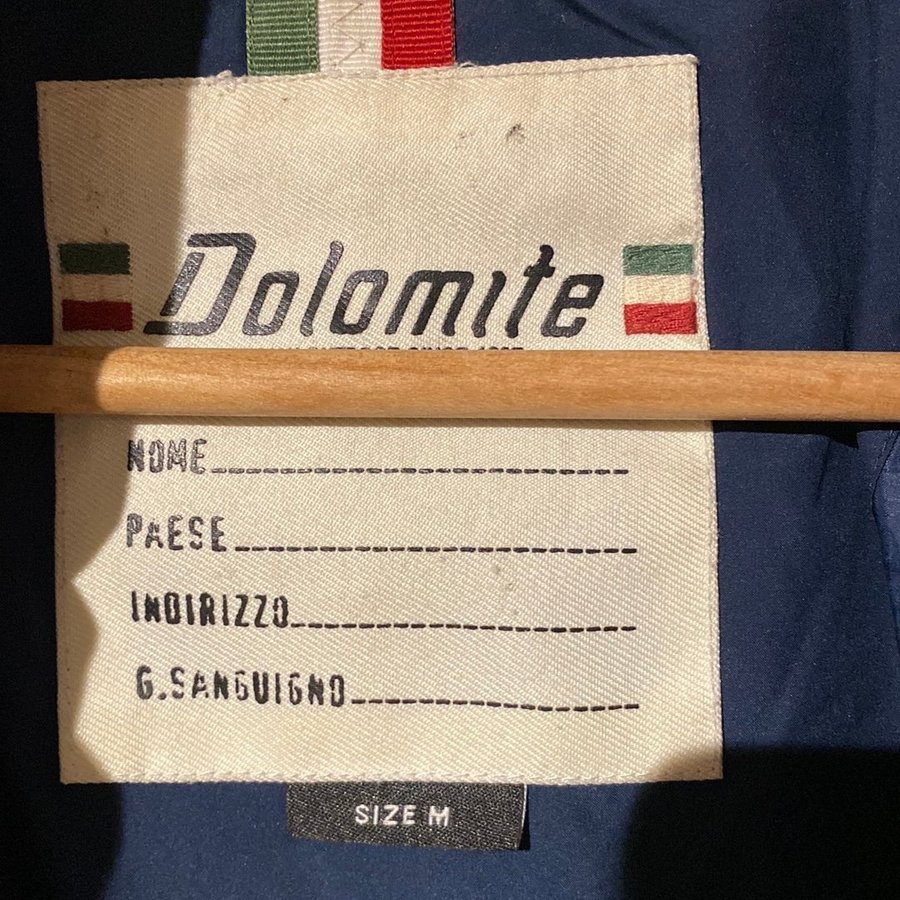 Dolomite
NOME
PAESE
INDIRIZZO
G.SANGUIGNO
SIZE M